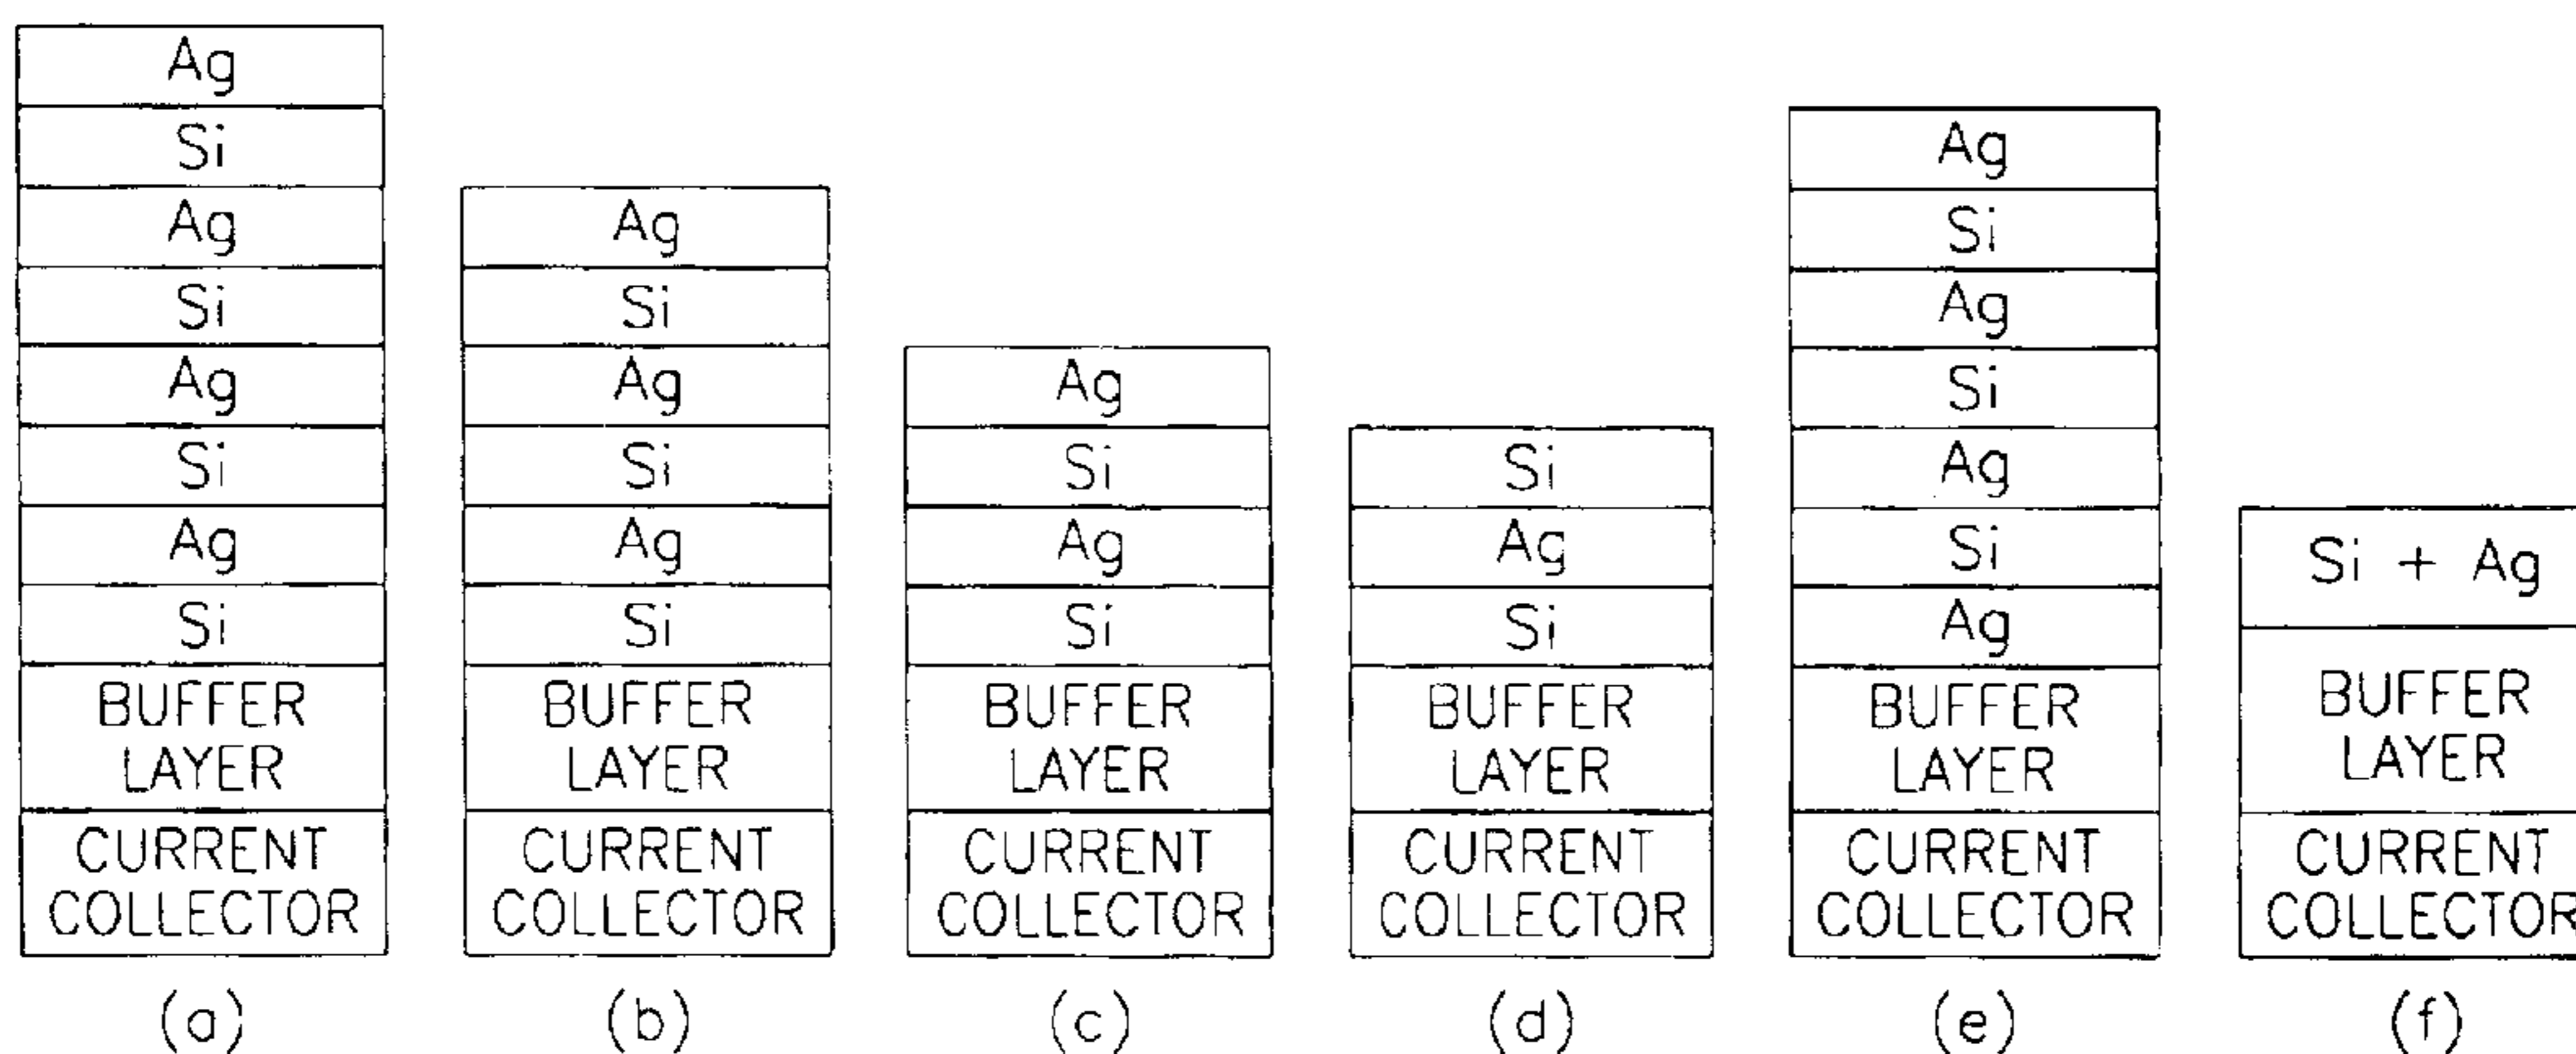 Ag
Si
Ag
Si
Ag
Si
Ag
Si
BUFFER
LAYER
CURRENT
COLLECTOR
(a)
Ag
Si
Ag
Si
Ag
Si
BUFFER
LAYER
CURRENT
COLLECTOR
(b)
Ag
Si
Ag
Si
BUFFER
LAYER
CURRENT
COLLECTOR
(c)
Si
Ag
Si
BUFFER
LAYER
CURRENT
COLLECTOR
(d)
Ag
Si
Ag
Si
Ag
Si
Ag
BUFFER
LAYER
CURRENT
COLLECTOR
(e)
Si + Ag
BUFFER
LAYER
CURRENT
COLLECTOR
(f)